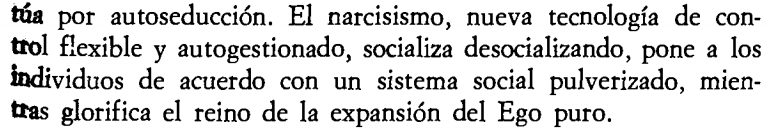 túa por autoseducción. El narcisismo, nueva tecnología de con-
trol flexible y autogestionado, socializa desocializando, pone a los
individuos de acuerdo con un sistema social pulverizado, mien-
tras glorifica el reino de la expansión del Ego puro.